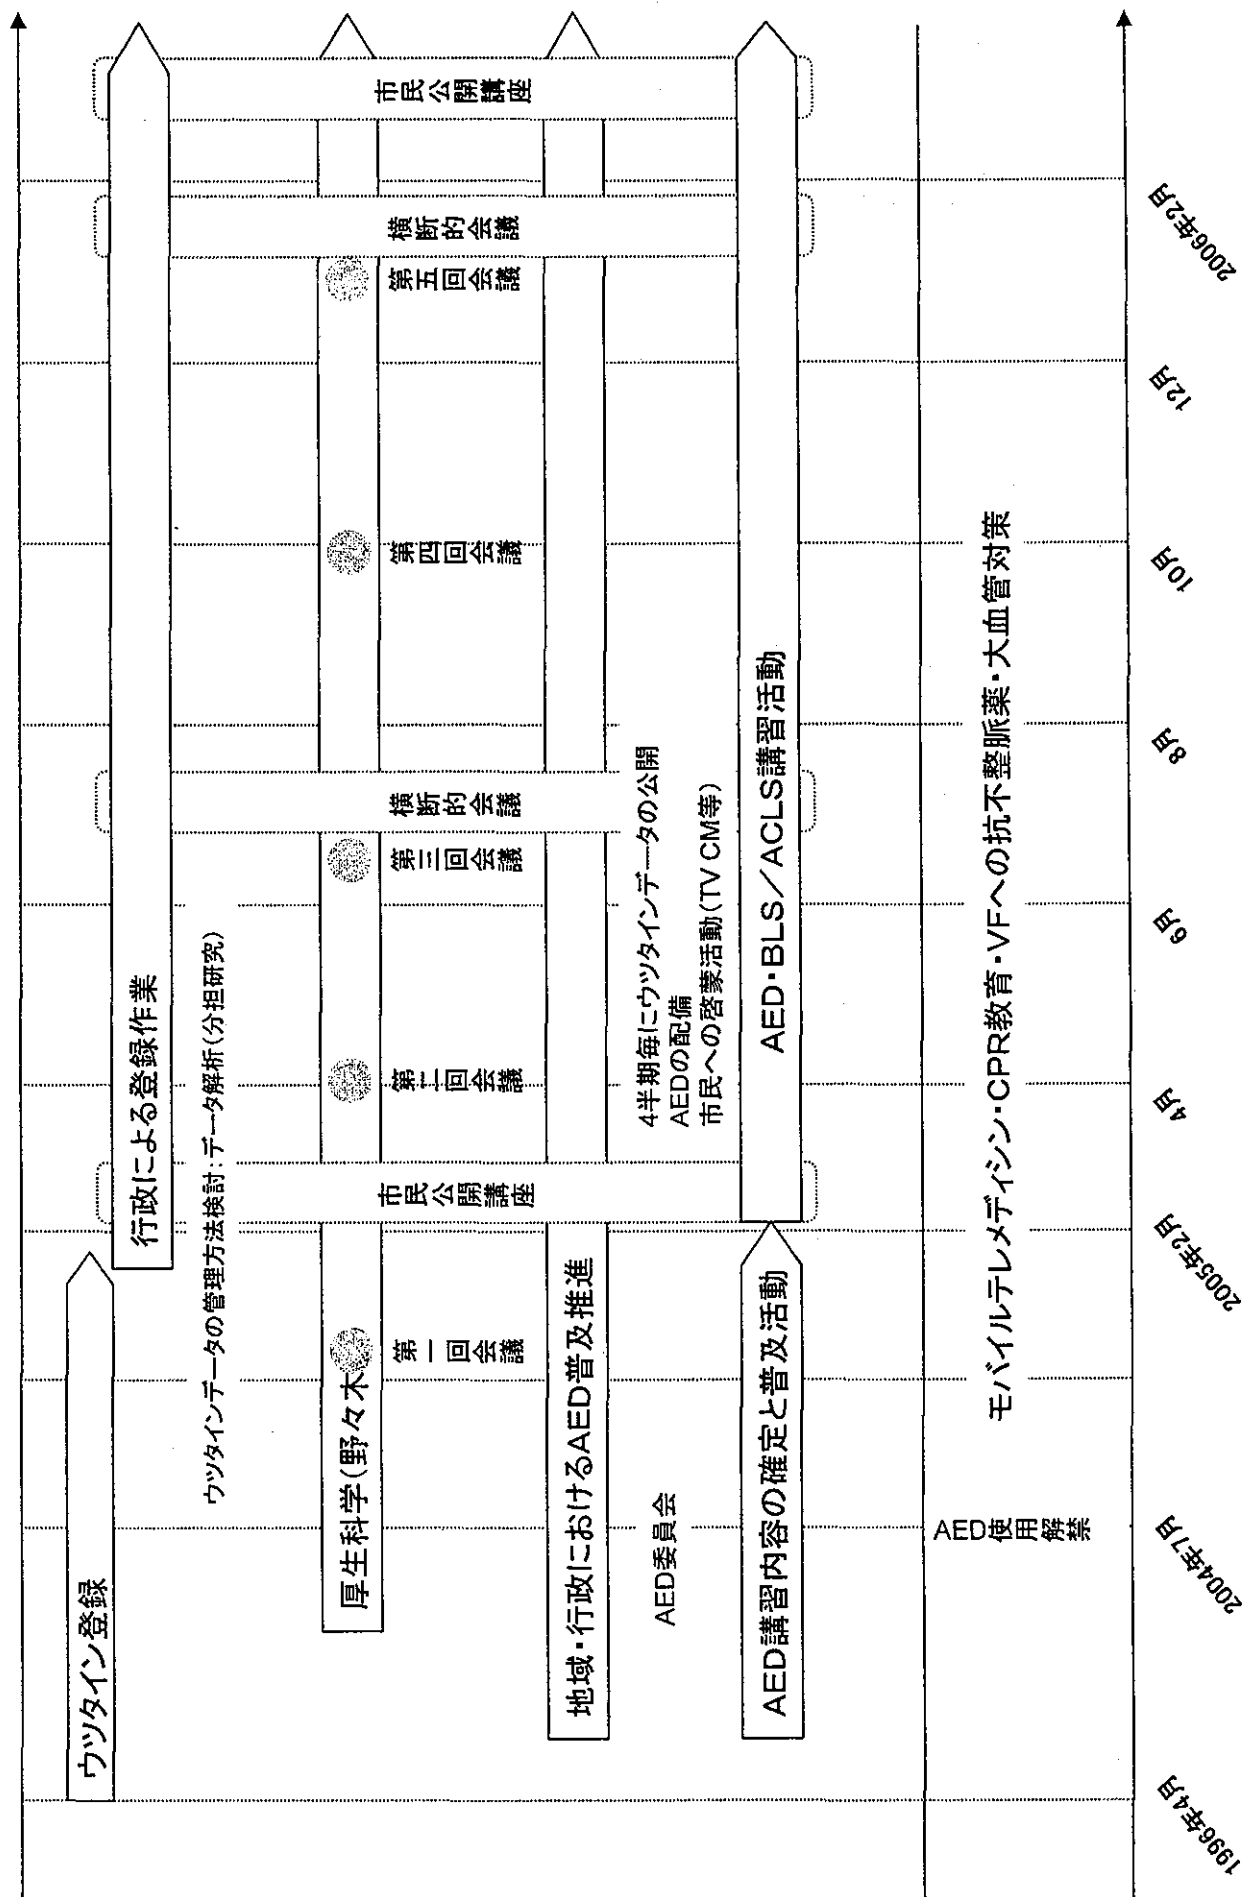 ウツタイン登録
行政による登録作業
ウツタインデータの管理方法検討:データ解析(分担研究)
厚生科学(野々木
第一回会議
第二回会議
第三回会議
第四回会議
第五回会議
市民公開講座
横断的会議
横断的会議
市民公開講座
地域・行政におけるAED普及推進
AED委員会
4半期毎にウツタインデータの公開
AEDの配備
市民への啓蒙活動(TV CM等)
AED講習内容の確定と普及活動
AED・BLS/ACLS講習活動
AED使用解禁
モバイルテレメディシン・CPR教育・VFへの抗不整脈薬・大血管対策
1996年4月
2004年7月
2005年2月
4月
6月
8月
10月
12月
2006年2月